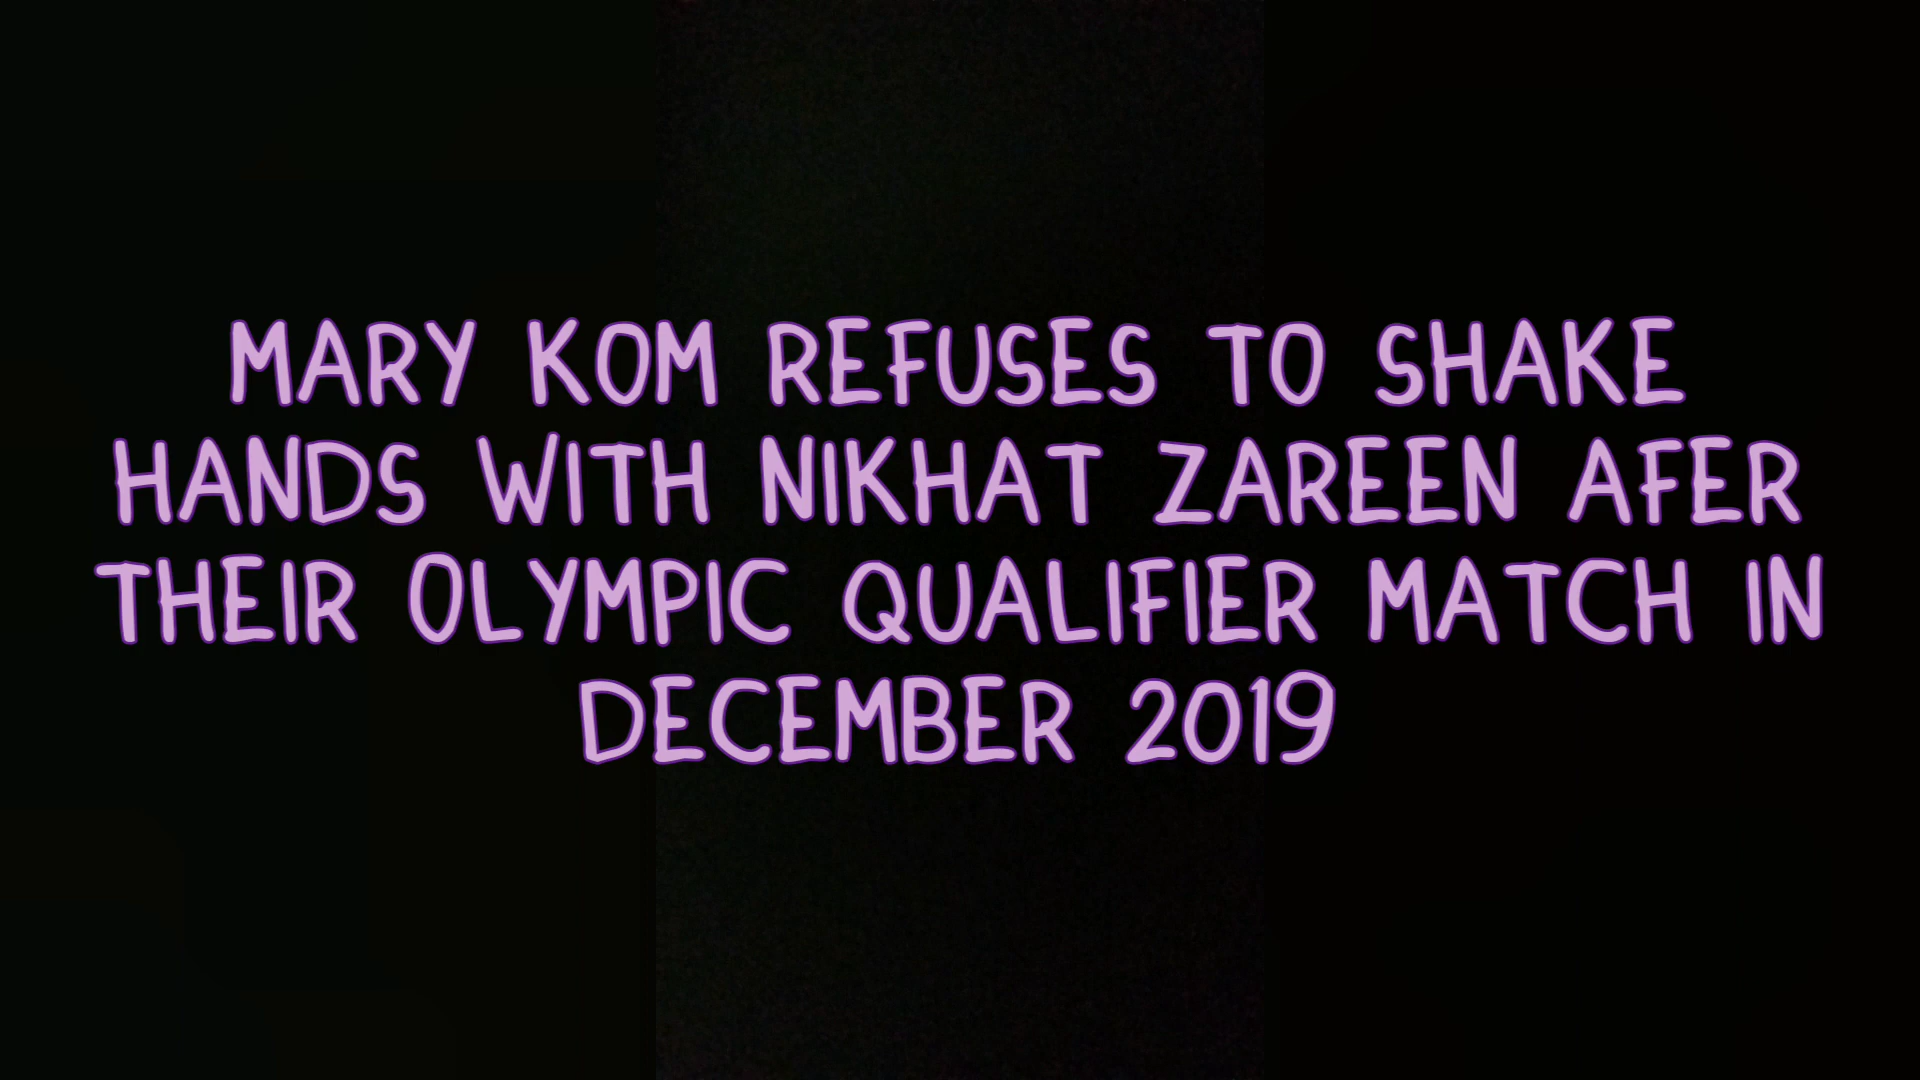 MARY KOM REFUSES TO SHAKE
HANDS WITH NIKHAT ZAREEN AFER
THEIR OLYMPIC QUALIFIER MATCH IN
DECEMBER 2019